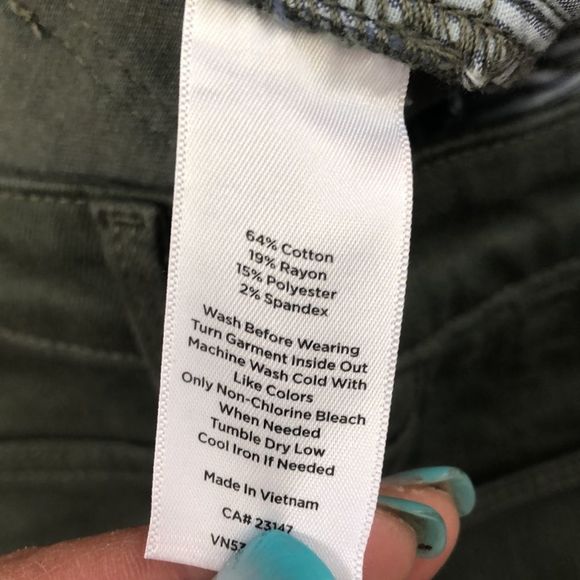 64% Cotton
19% Rayon
15% Polyester
2% Spandex
Wash Before Wearing
Turn Garment Inside Out
Machine Wash Cold With
Like Colors
Only Non-Chlorine Bleach
When Needed
Tumble Dry Low
Cool Iron If Needed
Made In Vietnam
CA# 23147